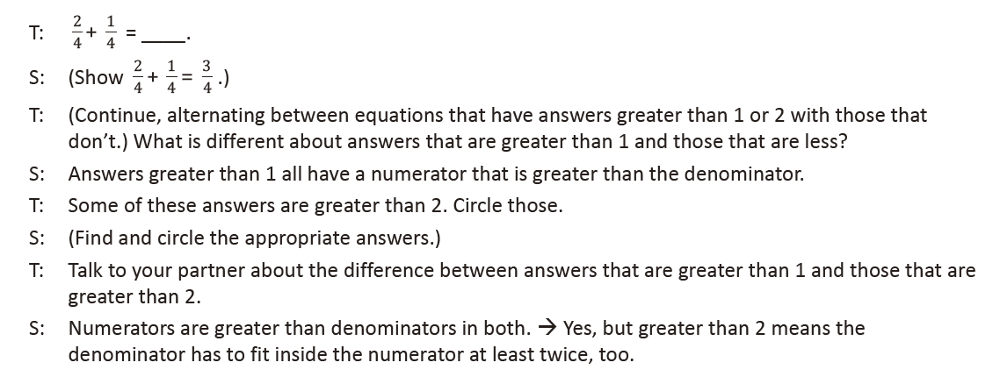 T: 2/4 + 1/4 = ____.
S: (Show 2/4 + 1/4 = 3/4 .)
T: (Continue, alternating between equations that have answers greater than 1 or 2 with those that
don’t.) What is different about answers that are greater than 1 and those that are less?
S: Answers greater than 1 all have a numerator that is greater than the denominator.
T: Some of these answers are greater than 2. Circle those.
S: (Find and circle the appropriate answers.)
T: Talk to your partner about the difference between answers that are greater than 1 and those that are
greater than 2.
S: Numerators are greater than denominators in both. → Yes, but greater than 2 means the
denominator has to fit inside the numerator at least twice, too.